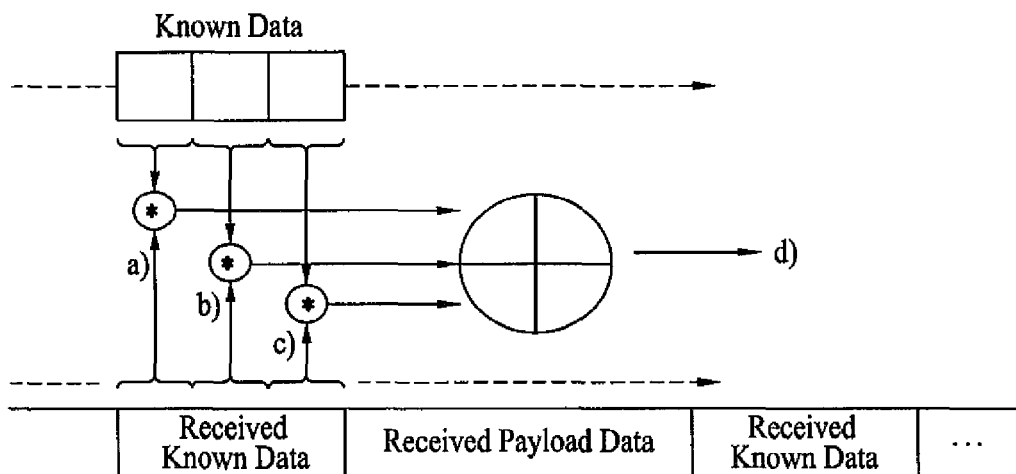 Known Data
*
a)
*
b)
*
c)
d)
Received
Known Data
Received Payload Data
Received
Known Data
...